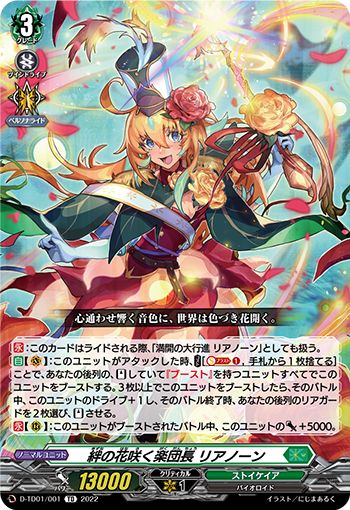 3
グレード
ツインドライブ
ペルソナライド
心通わせ響く音色に、世界は色づき花開く。
永:このカードはライドされる際、「満開の大行進 リアノーン」としても扱う。
自【V】:このユニットがアタックした時、【コスト】[CB1, 手札から1枚捨てる]
ことで、あなたの後列の、【レスト】していて『ブースト』を持つユニットすべてでこの
ユニットをブーストする。3枚以上でこのユニットをブーストしたら、そのバトル
中、このユニットのドライブ+1し、そのバトル終了時、あなたの後列のリアガ
ードを2枚選び、【スタンド】させる。
永【V】:このユニットがブーストされたバトル中、このユニットのパワー+5000。
ノーマルユニット
絆の花咲く楽団長 リアノーン
パワー
13000
クリティカル
1
ストイケイア
バイオロイド
D-TD01/001 TD 2022
イラスト/にじまあるく